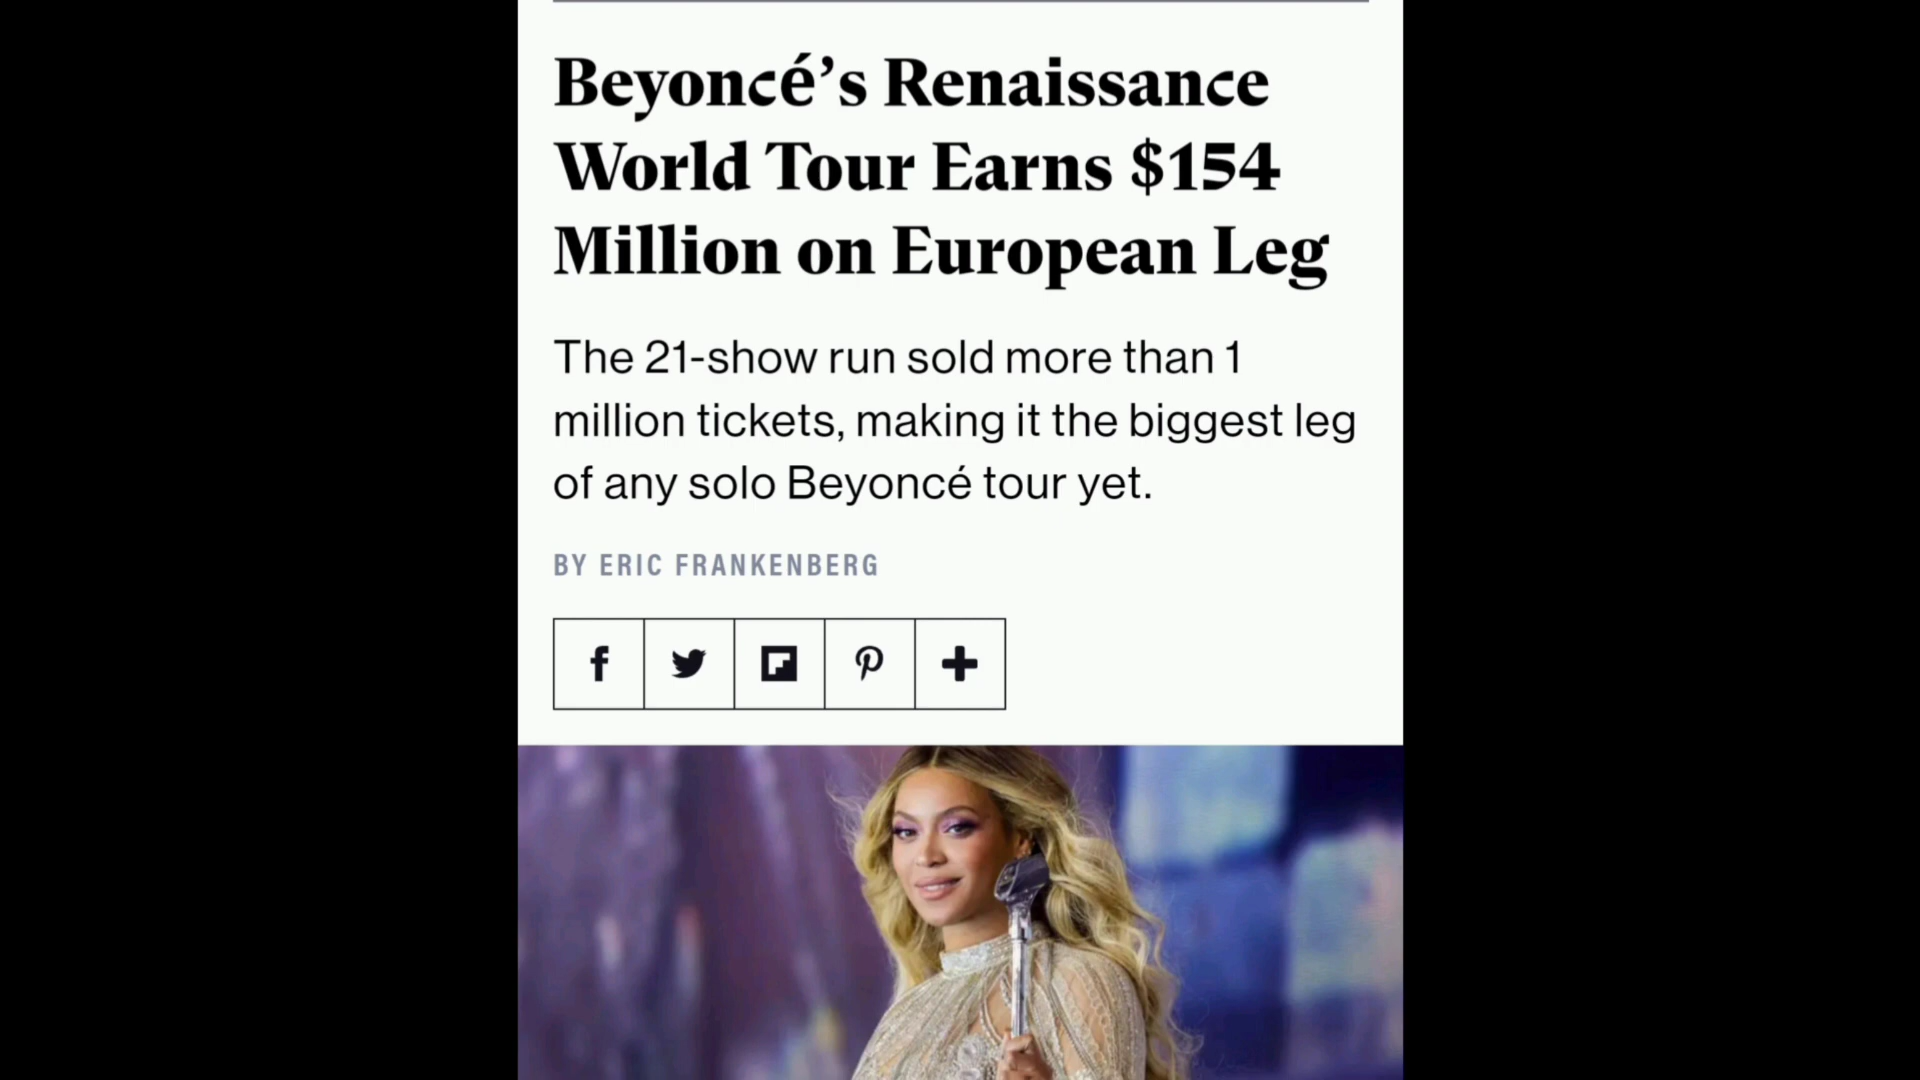 Beyoncé’s Renaissance
World Tour Earns $154
Million on European Leg
The 21-show run sold more than 1
million tickets, making it the biggest leg
of any solo Beyoncé tour yet.
BY ERIC FRANKENBERG